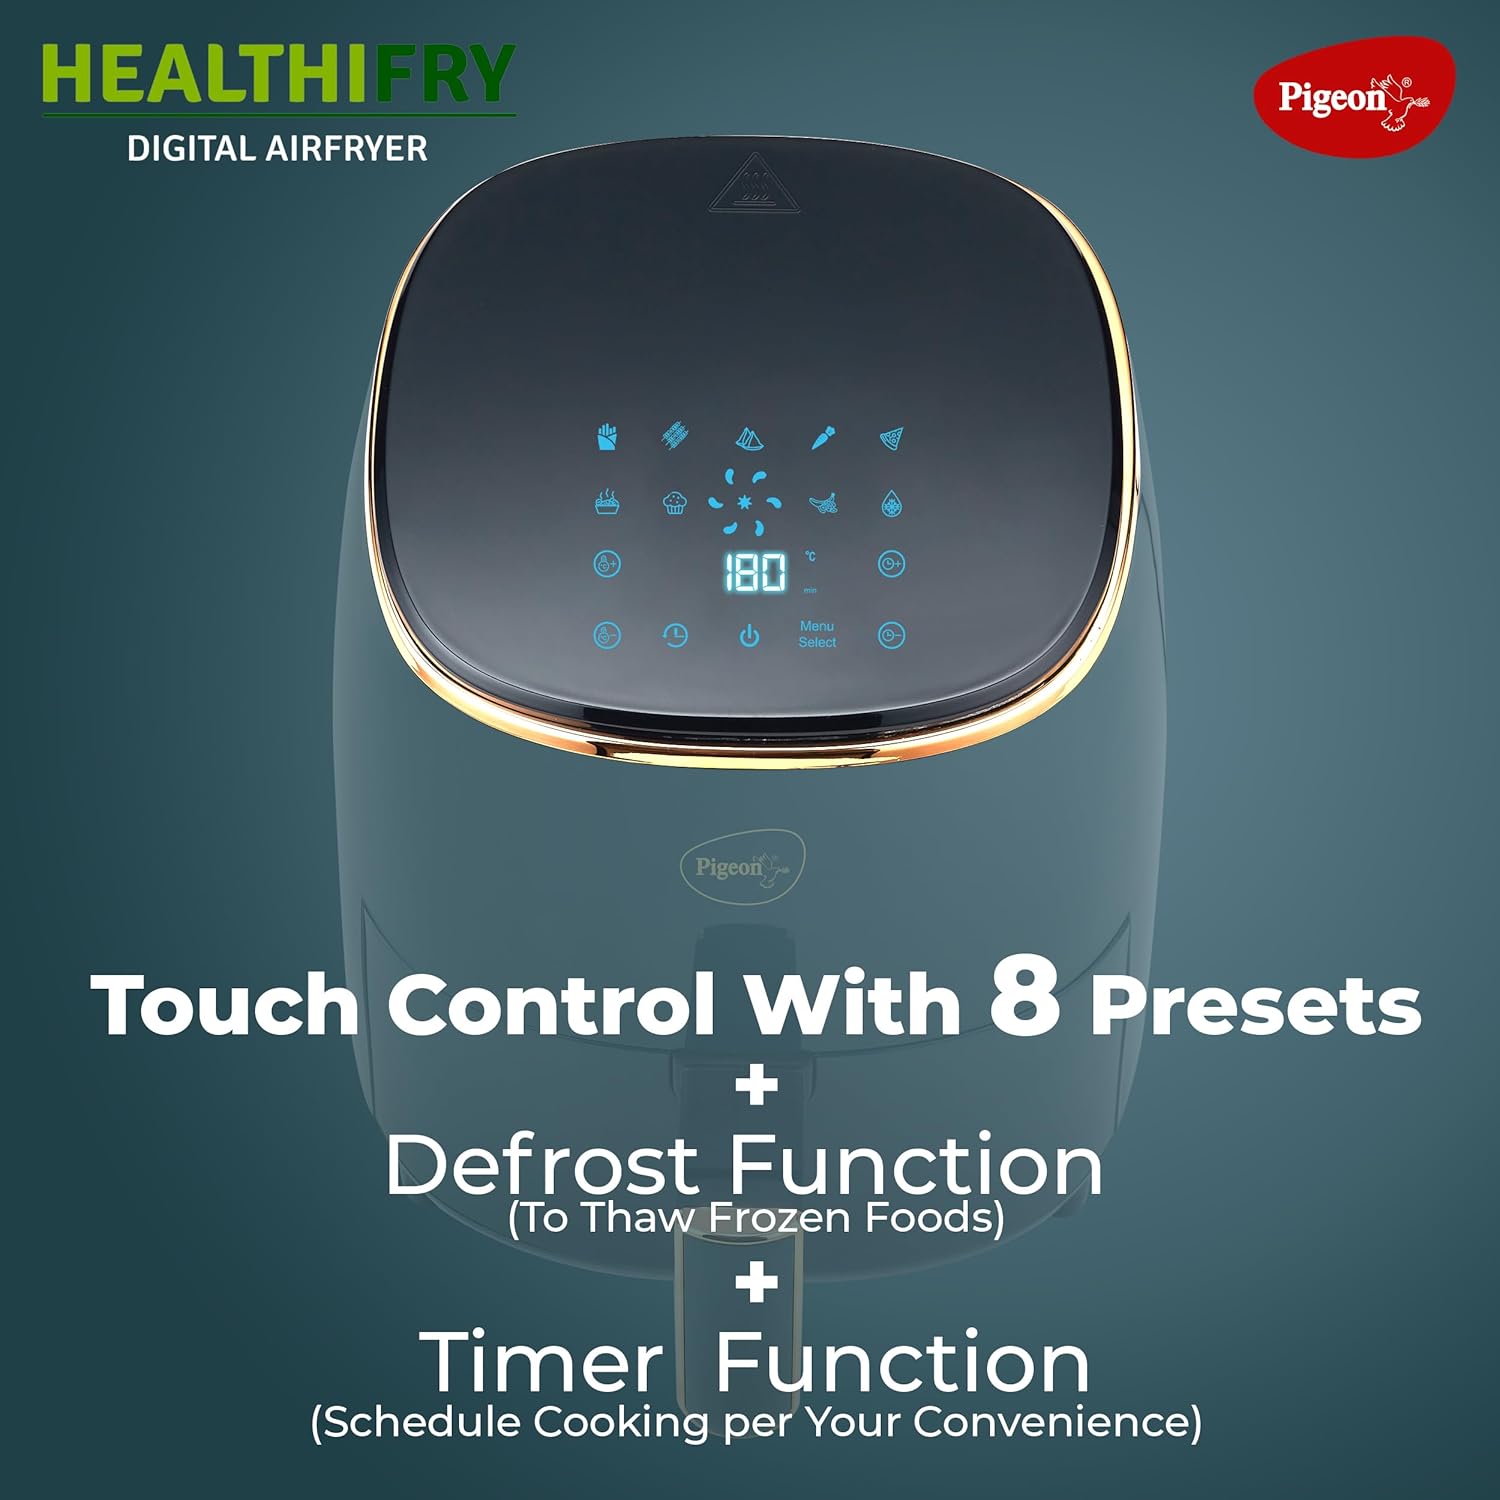 HEALTHIFRY
DIGITAL AIRFRYER
Pigeon®
180
°C
min
Menu
Select
Pigeon®
Touch Control With 8 Presets
+
Defrost Function
(To Thaw Frozen Foods)
+
Timer Function
(Schedule Cooking per Your Convenience)